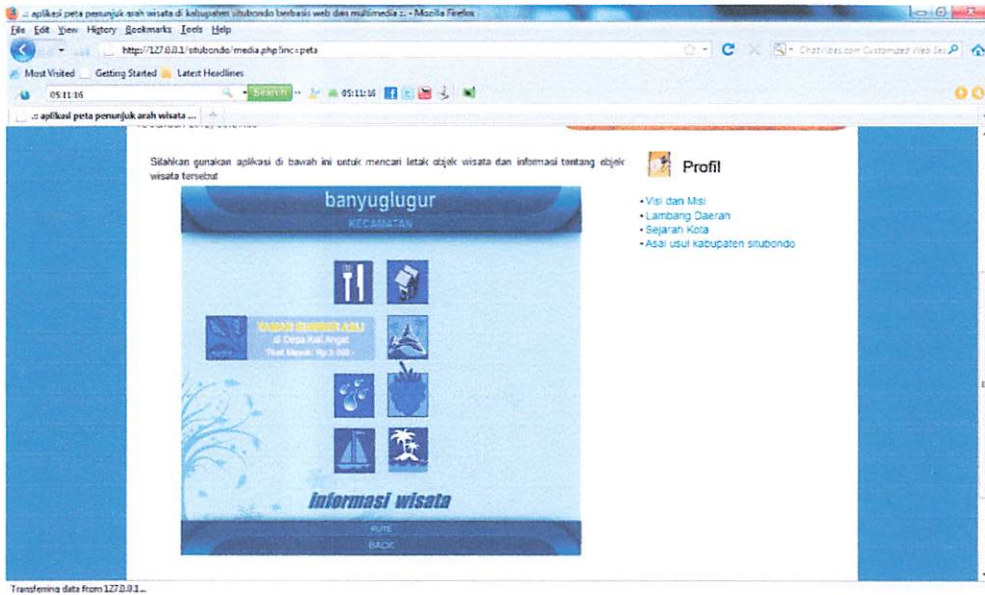 .: aplikasi peta penunjuk arah wisata di kabupaten situbondo berbasis web dan multimedia :. - Mozilla Firefox
File Edit View History Bookmarks Tools Help
http://127.0.0.1/situbondo/media.php?inc=peta
ChatVibes.com Customized Web Sea
Most Visited Getting Started Latest Headlines
05:11:16 Search 05:11:16
.: aplikasi peta penunjuk arah wisata ...
Silahkan gunakan aplikasi di bawah ini untuk mencari letak objek wisata dan informasi tentang objek
wisata tersebut
banyuglugur
KECAMATAN
di Desa Kali Anget
Tiket Masuk: Rp.
informasi wisata
RUTE
BACK
Profil
• Visi dan Misi
• Lambang Daerah
• Sejarah Kota
• Asal usul kabupaten situbondo
Transferring data from 127.0.0.1...